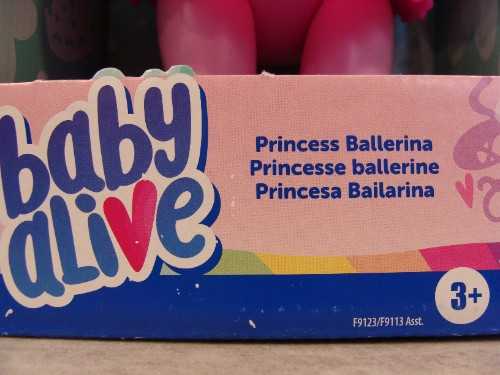 baby
alive
Princess Ballerina
Princesse ballerine
Princesa Bailarina
3+
F9123/F9113 Asst.